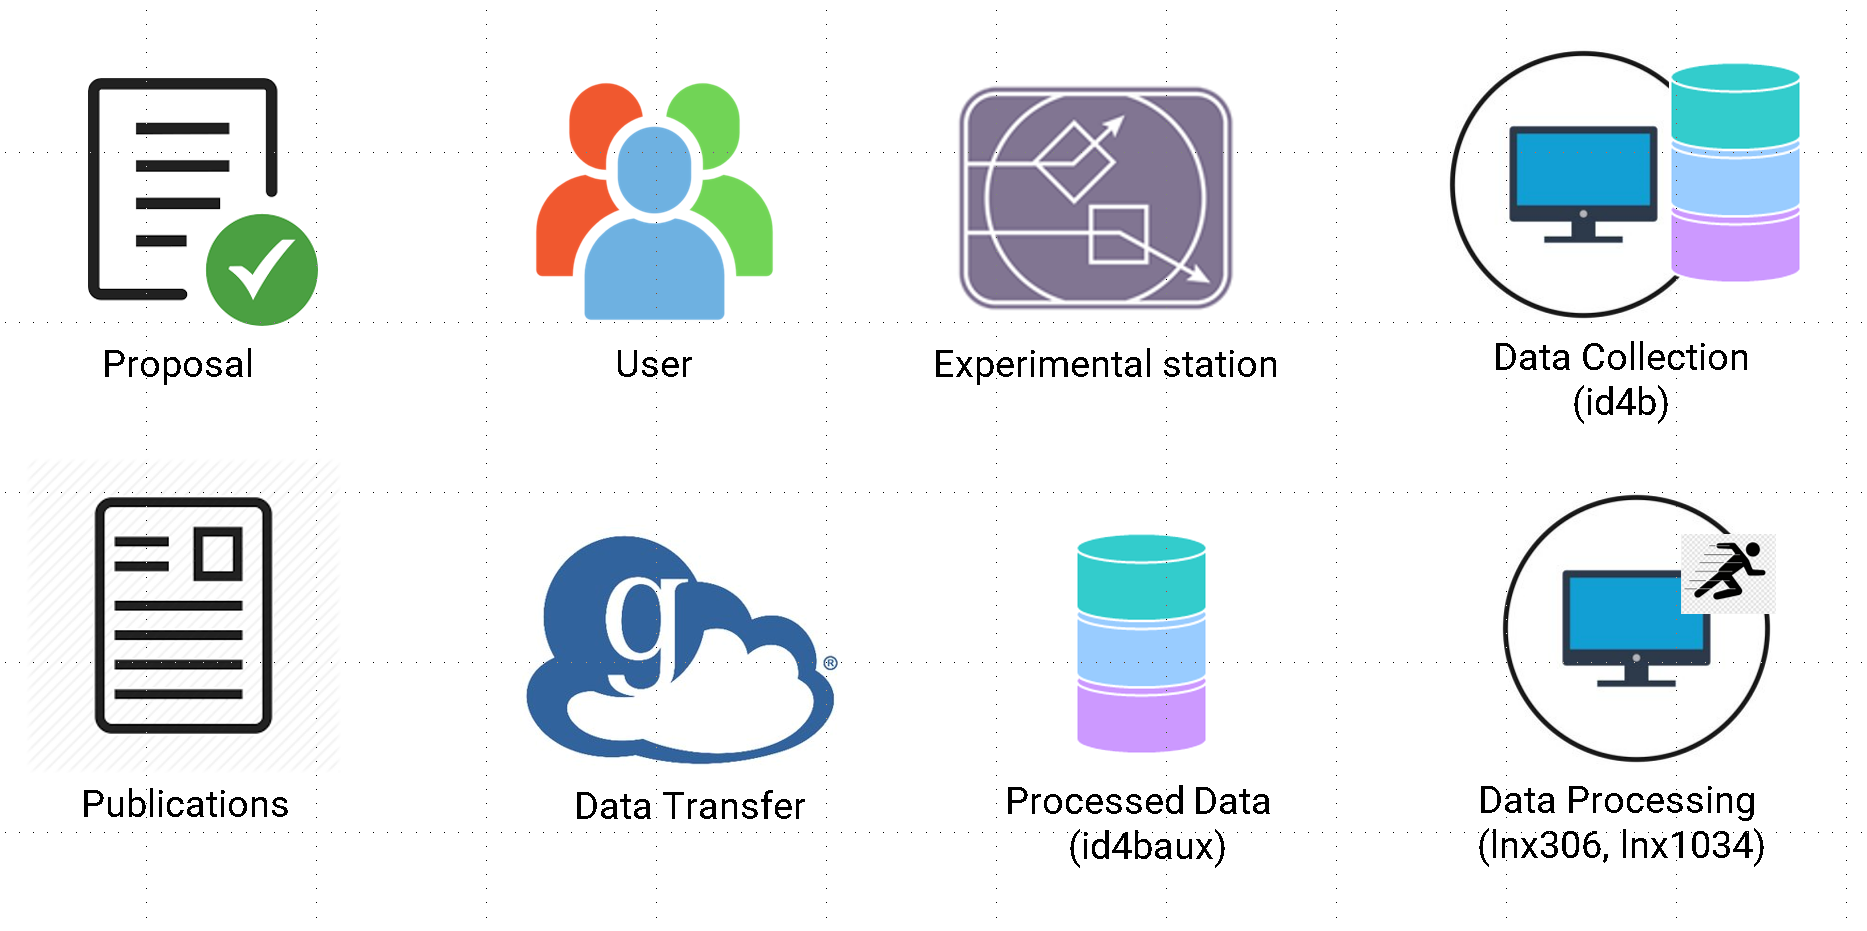 Proposal
User
Experimental station
Data Collection
(id4b)
Publications
g
®
Data Transfer
Processed Data
(id4baux)
Data Processing
(lnx306, lnx1034)